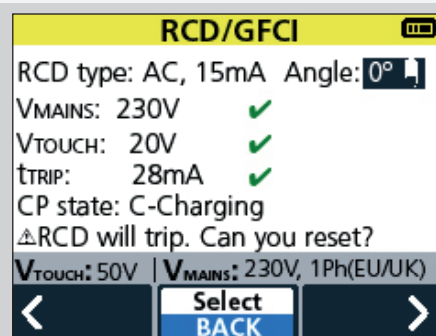 RCD/GFCI
RCD type: AC, 15mA Angle: 0°
VMAINS: 230V ✔
VTOUCH: 20V ✔
tTRIP: 28mA ✔
CP state: C-Charging
⚠RCD will trip. Can you reset?
VTOUCH: 50V | VMAINS: 230V, 1Ph(EU/UK)
< Select >
BACK